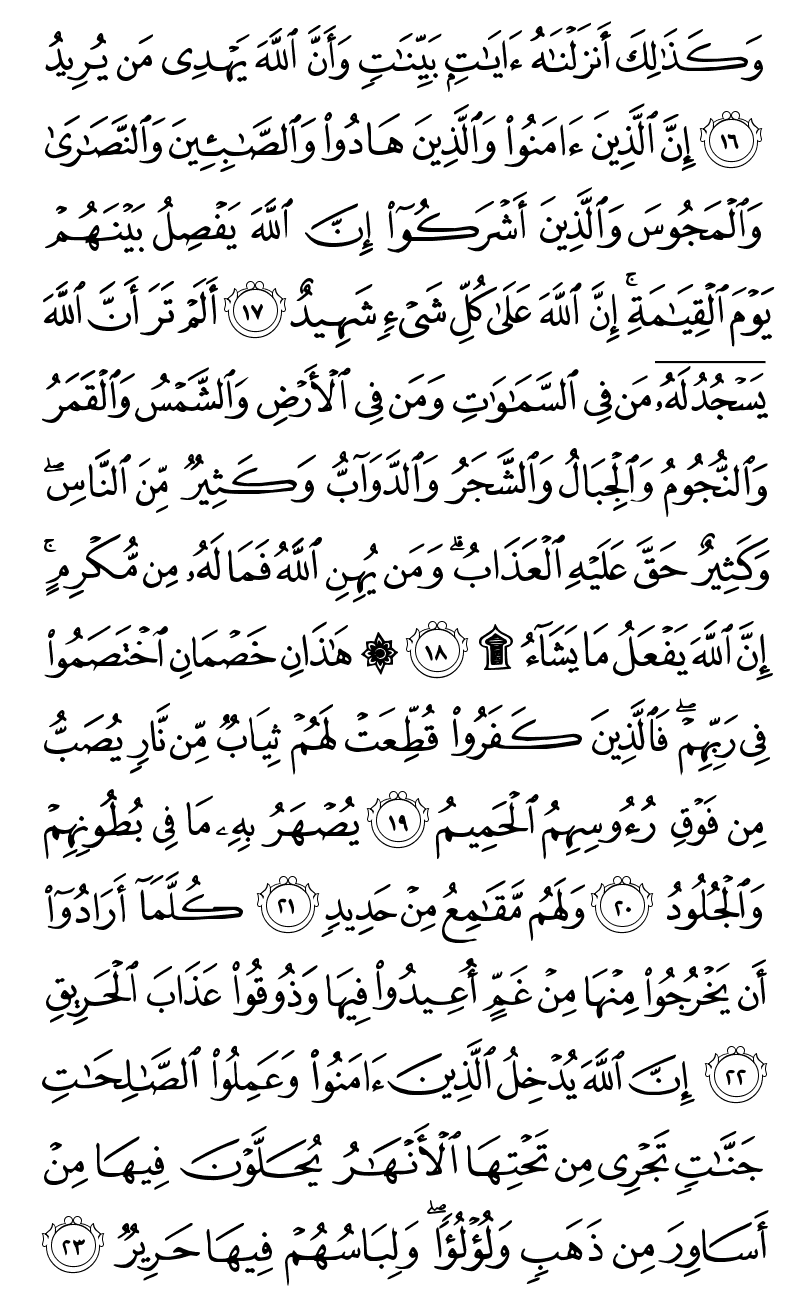 وَكَذَٰلِكَ أَنزَلْنَٰهُ ءَايَٰتٍۭ بَيِّنَٰتٍ وَأَنَّ ٱللَّهَ يَهْدِى مَن يُرِيدُ
١٦ إِنَّ ٱلَّذِينَ ءَامَنُوا۟ وَٱلَّذِينَ هَادُوا۟ وَٱلصَّٰبِـِٔينَ وَٱلنَّصَٰرَىٰ
وَٱلْمَجُوسَ وَٱلَّذِينَ أَشْرَكُوٓا۟ إِنَّ ٱللَّهَ يَفْصِلُ بَيْنَهُمْ
يَوْمَ ٱلْقِيَٰمَةِ ۚ إِنَّ ٱللَّهَ عَلَىٰ كُلِّ شَىْءٍ شَهِيدٌ ١٧ أَلَمْ تَرَ أَنَّ ٱللَّهَ
يَسْجُدُ لَهُۥ مَن فِى ٱلسَّمَٰوَٰتِ وَمَن فِى ٱلْأَرْضِ وَٱلشَّمْسُ وَٱلْقَمَرُ
وَٱلنُّجُومُ وَٱلْجِبَالُ وَٱلشَّجَرُ وَٱلدَّوَآبُّ وَكَثِيرٌ مِّنَ ٱلنَّاسِ ۖ
وَكَثِيرٌ حَقَّ عَلَيْهِ ٱلْعَذَابُ ۗ وَمَن يُهِنِ ٱللَّهُ فَمَا لَهُۥ مِن مُّكْرِمٍ ۚ
إِنَّ ٱللَّهَ يَفْعَلُ مَا يَشَآءُ ۩ ١٨ ۞ هَٰذَانِ خَصْمَانِ ٱخْتَصَمُوا۟
فِى رَبِّهِمْ ۖ فَٱلَّذِينَ كَفَرُوا۟ قُطِّعَتْ لَهُمْ ثِيَابٌ مِّن نَّارٍ يُصَبُّ
مِن فَوْقِ رُءُوسِهِمُ ٱلْحَمِيمُ ١٩ يُصْهَرُ بِهِۦ مَا فِى بُطُونِهِمْ
وَٱلْجُلُودُ ٢٠ وَلَهُم مَّقَٰمِعُ مِنْ حَدِيدٍ ٢١ كُلَّمَآ أَرَادُوٓا۟
أَن يَخْرُجُوا۟ مِنْهَا مِنْ غَمٍّ أُعِيدُوا۟ فِيهَا وَذُوقُوا۟ عَذَابَ ٱلْحَرِيقِ
٢٢ إِنَّ ٱللَّهَ يُدْخِلُ ٱلَّذِينَ ءَامَنُوا۟ وَعَمِلُوا۟ ٱلصَّٰلِحَٰتِ
جَنَّٰتٍ تَجْرِى مِن تَحْتِهَا ٱلْأَنْهَٰرُ يُحَلَّوْنَ فِيهَا مِنْ
أَسَاوِرَ مِن ذَهَبٍ وَلُؤْلُؤًا ۖ وَلِبَاسُهُمْ فِيهَا حَرِيرٌ ٢٣